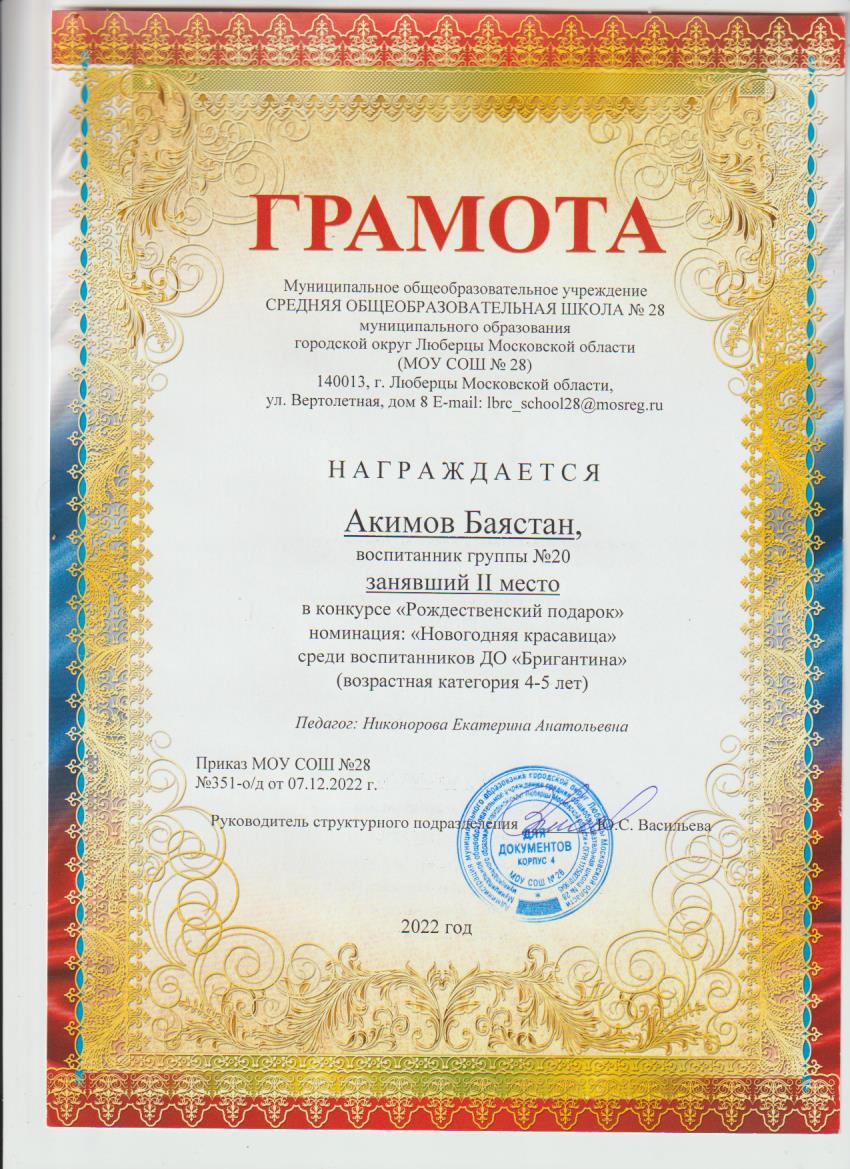 ГРАМОТА
Муниципальное общеобразовательное учреждение
СРЕДНЯЯ ОБЩЕОБРАЗОВАТЕЛЬНАЯ ШКОЛА № 28
муниципального образования
городской округ Люберцы Московской области
(МОУ СОШ № 28)
140013, г. Люберцы Московской области,
ул. Вертолетная, дом 8 E-mail: lbrc_school28@mosreg.ru
НАГРАЖДАЕТСЯ
Акимов Баястан,
воспитанник группы №20
занявший II место
в конкурсе «Рождественский подарок»
номинация: «Новогодняя красавица»
среди воспитанников ДО «Бригантина»
(возрастная категория 4-5 лет)
Педагог: Никонорова Екатерина Анатольевна
Приказ МОУ СОШ №28
№351-о/д от 07.12.2022 г.
Руководитель структурного подразделения Ю.С. Васильева
ДЛЯ
ДОКУМЕНТОВ
КОРПУС 4
МОУ СОШ № 28
2022 год